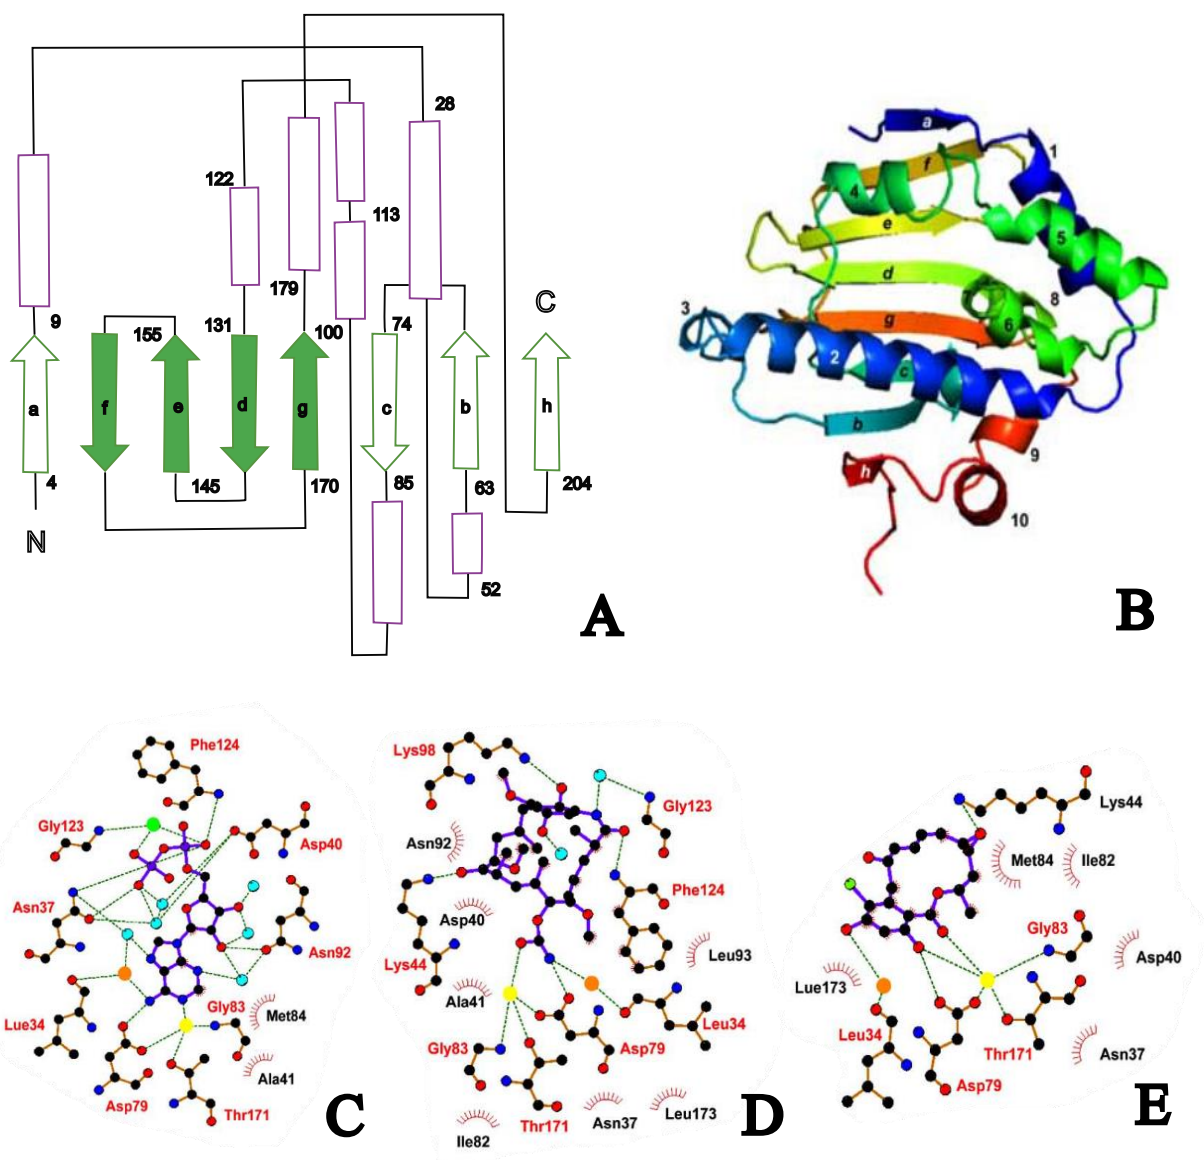 28
122
113
179
C
9
155
131
100
74
a
f
e
d
g
c
b
h
4
145
170
85
63
204
N
52
A
a
1
f
4
e
5
d
8
3
g
6
2
c
b
9
h
10
B
Phe124
Gly123
Asp40
Asn37
Asn92
Gly83
Met84
Lue34
Ala41
Asp79
Thr171
C
Lys98
Gly123
Asn92
Phe124
Asp40
Leu93
Lys44
Ala41
Leu34
Gly83
Asp79
Thr171
Asn37
Leu173
Ile82
D
Lys44
Met84
Ile82
Gly83
Asp40
Lue173
Leu34
Thr171
Asn37
Asp79
E